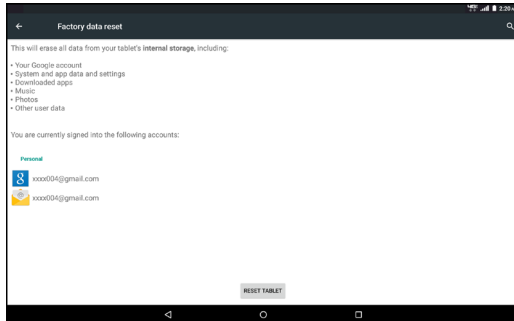 2:20
Factory data reset
This will erase all data from your tablet's internal storage, including:
• Your Google account
• System and app data and settings
• Downloaded apps
• Music
• Photos
• Other user data
You are currently signed into the following accounts:
Personal
xxxx004@gmail.com
xxxx004@gmail.com
RESET TABLET